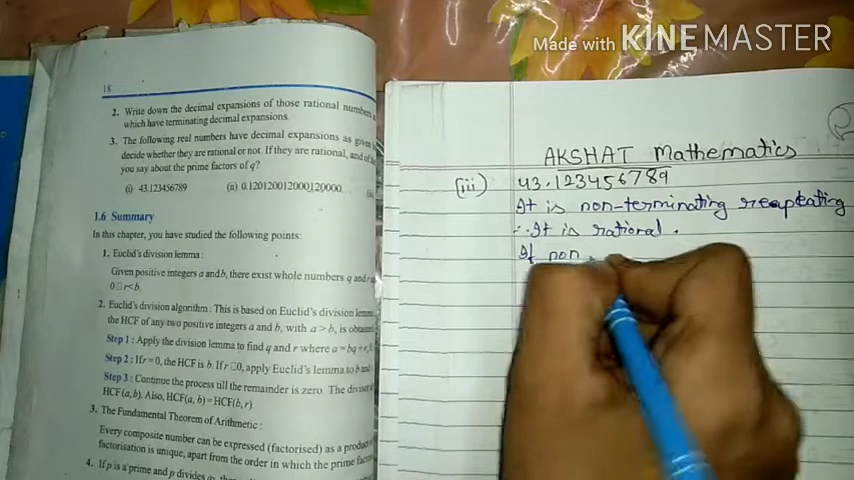 Made with KINEMASTER
18
2. Write down the decimal expansions of those rational numbers
which have terminating decimal expansions.
3. The following real numbers have decimal expansions as given
decide whether they are rational or not. If they are rational, and of
you say about the prime factors of q?
(i) 43.123456789 (ii) 0.120120012000120000...
1.6 Summary
In this chapter, you have studied the following points:
1. Euclid's division lemma:
Given positive integers a and b, there exist whole numbers q and r
0□r<b.
2. Euclid's division algorithm: This is based on Euclid's division lemma
the HCF of any two positive integers a and b, with a > b, is obtained
Step 1: Apply the division lemma to find q and r where a = bq + r,
Step 2: If r=0, the HCF is b. If r□0, apply Euclid's lemma to b and
Step 3: Continue the process till the remainder is zero. The divisor
HCF (a, b). Also, HCF(a, b)=HCF(b, r).
3. The Fundamental Theorem of Arithmetic:
Every composite number can be expressed (factorised) as a product
factorisation is unique, apart from the order in which the prime
4. If p is a prime and p divides
AKSHAT Mathematics
(iii) 43.123456789
It is non-terminating reapeating
∴It is rational.
If non